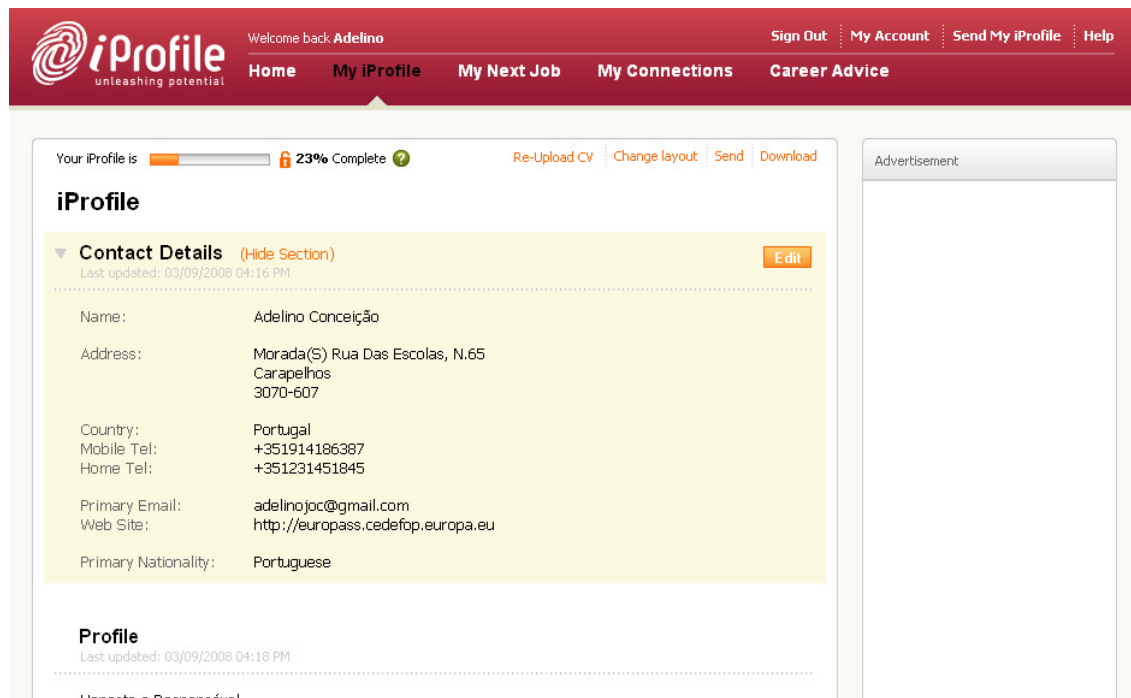 iProfile
unleashing potential
Welcome back Adelino
Sign Out My Account Send My iProfile Help
Home My iProfile My Next Job My Connections Career Advice
Your iProfile is 23% Complete ?
Re-Upload CV Change layout Send Download
Advertisement
iProfile
Contact Details (Hide Section)
Edit
Last updated: 03/09/2008 04:16 PM
Name: Adelino Conceição
Address: Morada(S) Rua Das Escolas, N.65
Carapelhos
3070-607
Country: Portugal
Mobile Tel: +351914186387
Home Tel: +351231451845
Primary Email: adelinojoc@gmail.com
Web Site: http://europass.cedefop.europa.eu
Primary Nationality: Portuguese
Profile
Last updated: 03/09/2008 04:18 PM